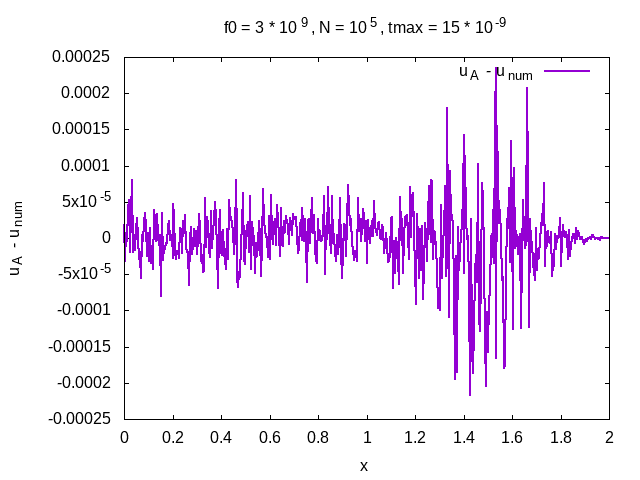 f0 = 3 * 10^9, N = 10^5, tmax = 15 * 10^-9
u_A - u_num
0.00025
0.0002
0.00015
0.0001
5x10^-5
0
-5x10^-5
-0.0001
-0.00015
-0.0002
-0.00025
u_A - u_num
0 0.2 0.4 0.6 0.8 1 1.2 1.4 1.6 1.8 2
x